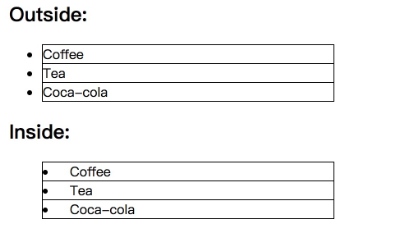 Outside:
• Coffee
• Tea
• Coca-cola
Inside:
• Coffee
• Tea
• Coca-cola